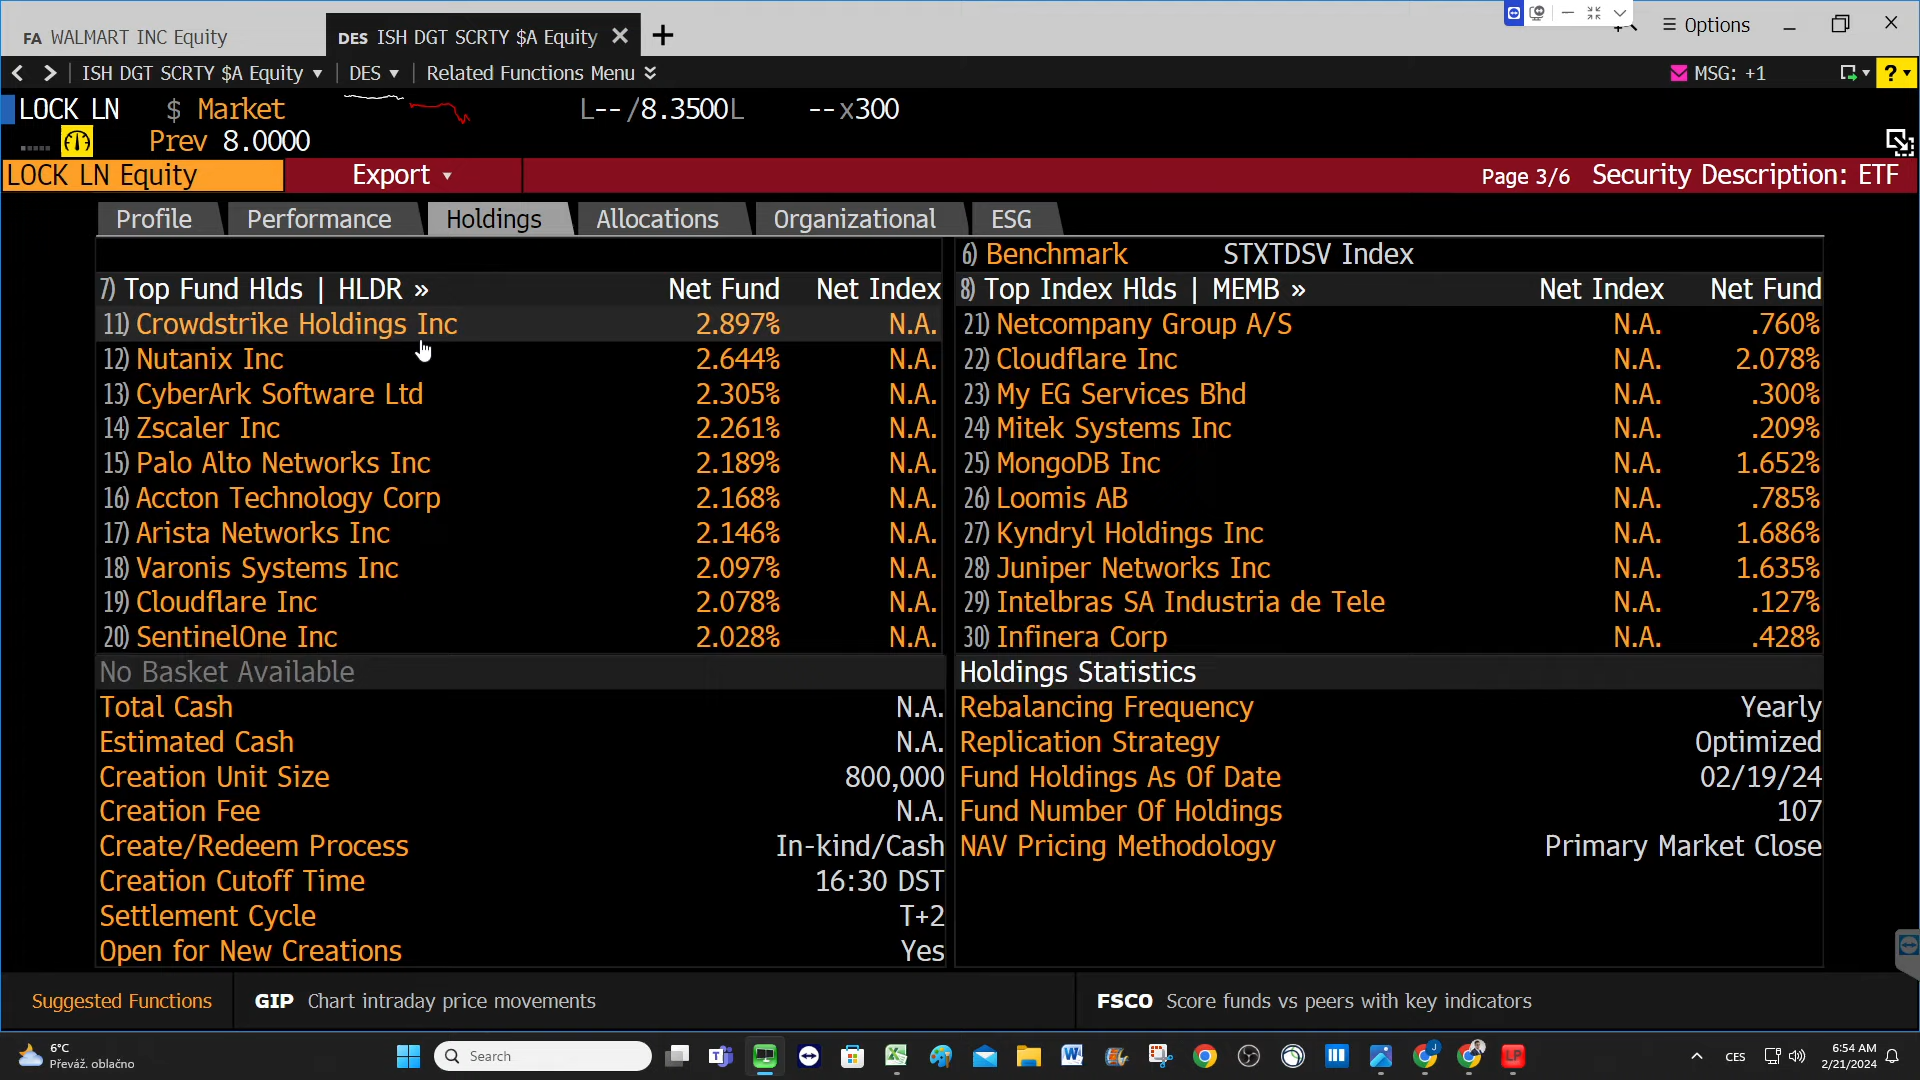 FA WALMART INC Equity
DES ISH DGT SCRTY $A Equity
Options
ISH DGT SCRTY $A Equity
DES
Related Functions Menu
MSG: +1
?
LOCK LN $ Market L--/8.3500L --x300
Prev 8.0000
LOCK LN Equity
Export
Page 3/6 Security Description: ETF
Profile
Performance
Holdings
Allocations
Organizational
ESG
6) Benchmark STXTDSV Index
7) Top Fund Hlds | HLDR » Net Fund Net Index
11) Crowdstrike Holdings Inc 2.897% N.A.
12) Nutanix Inc 2.644% N.A.
13) CyberArk Software Ltd 2.305% N.A.
14) Zscaler Inc 2.261% N.A.
15) Palo Alto Networks Inc 2.189% N.A.
16) Accton Technology Corp 2.168% N.A.
17) Arista Networks Inc 2.146% N.A.
18) Varonis Systems Inc 2.097% N.A.
19) Cloudflare Inc 2.078% N.A.
20) SentinelOne Inc 2.028% N.A.
8) Top Index Hlds | MEMB » Net Index Net Fund
21) Netcompany Group A/S N.A. .760%
22) Cloudflare Inc N.A. 2.078%
23) My EG Services Bhd N.A. .300%
24) Mitek Systems Inc N.A. .209%
25) MongoDB Inc N.A. 1.652%
26) Loomis AB N.A. .785%
27) Kyndryl Holdings Inc N.A. 1.686%
28) Juniper Networks Inc N.A. 1.635%
29) Intelbras SA Industria de Tele N.A. .127%
30) Infinera Corp N.A. .428%
No Basket Available
Total Cash N.A.
Estimated Cash N.A.
Creation Unit Size 800,000
Creation Fee N.A.
Create/Redeem Process In-kind/Cash
Creation Cutoff Time 16:30 DST
Settlement Cycle T+2
Open for New Creations Yes
Holdings Statistics
Rebalancing Frequency Yearly
Replication Strategy Optimized
Fund Holdings As Of Date 02/19/24
Fund Number Of Holdings 107
NAV Pricing Methodology Primary Market Close
Suggested Functions
GIP Chart intraday price movements
FSCO Score funds vs peers with key indicators
6°C
Převáž. oblačno
Search
LP
CES
6:54 AM
2/21/2024